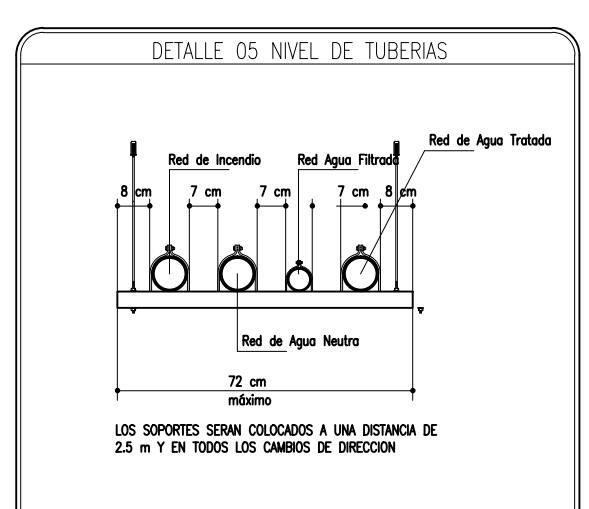 DETALLE 05 NIVEL DE TUBERIAS
Red de Agua Tratada
Red de Incendio
Red Agua Filtrada
8 cm
7 cm
7 cm
7 cm
8 cm
Red de Agua Neutra
72 cm
máximo
LOS SOPORTES SERAN COLOCADOS A UNA DISTANCIA DE
2.5 m Y EN TODOS LOS CAMBIOS DE DIRECCION